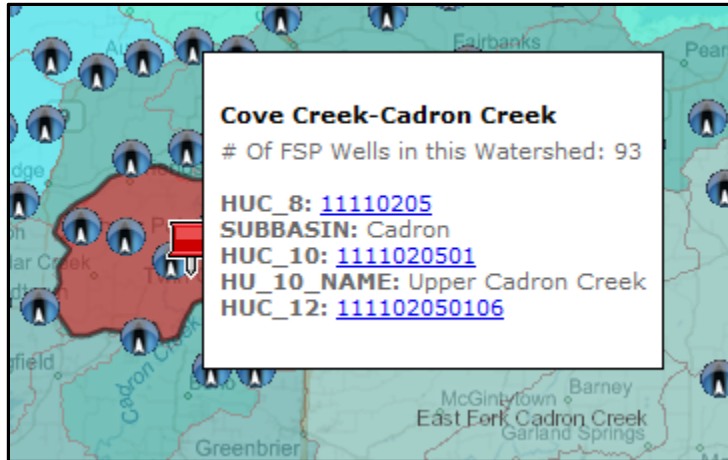 Fairbanks
Pear
Cove Creek-Cadron Creek
# Of FSP Wells in this Watershed: 93
HUC_8: 11110205
SUBBASIN: Cadron
HUC_10: 1111020501
HU_10_NAME: Upper Cadron Creek
HUC_12: 111102050106
Cadron Creek
McGintytown
Barney
East Fork Cadron Creek
Garland Springs
Greenbrier